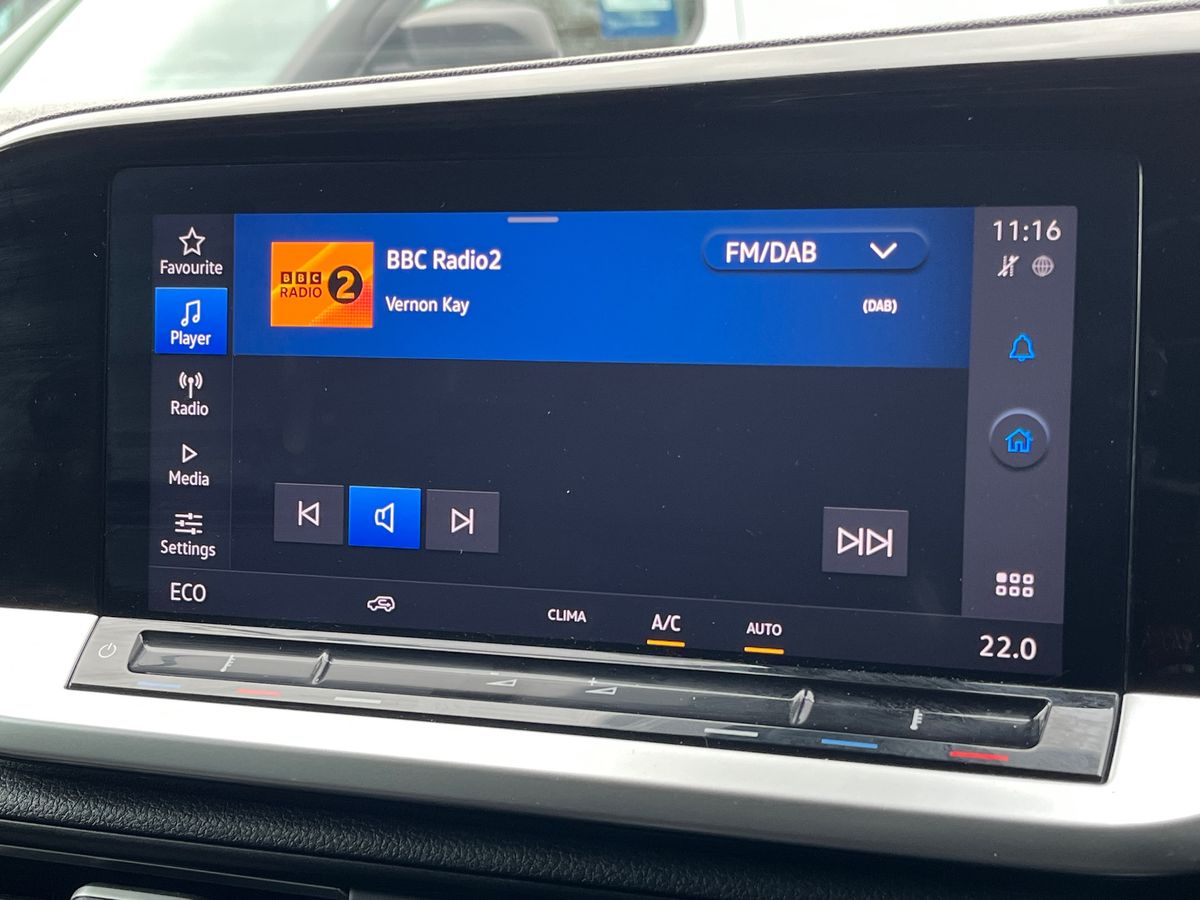 11:16
Favourite
BBC
RADIO 2
BBC Radio2
Vernon Kay
FM/DAB
(DAB)
Player
Radio
Media
Settings
ECO
CLIMA
A/C
AUTO
22.0